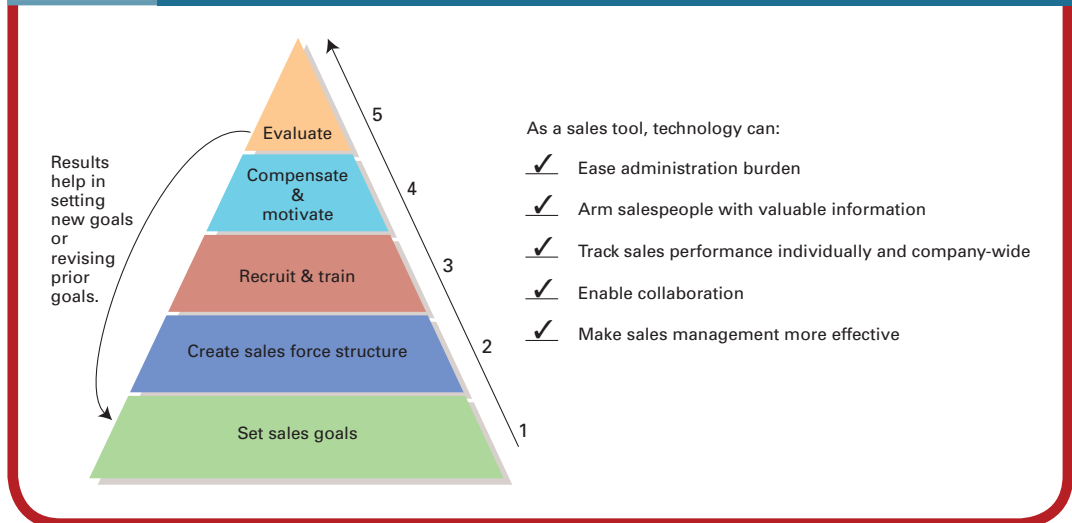 Results
help in
setting
new goals
or
revising
prior
goals.
Evaluate
Compensate
&
motivate
Recruit & train
Create sales force structure
Set sales goals
5
4
3
2
1
As a sales tool, technology can:
✓ Ease administration burden
✓ Arm salespeople with valuable information
✓ Track sales performance individually and company-wide
✓ Enable collaboration
✓ Make sales management more effective